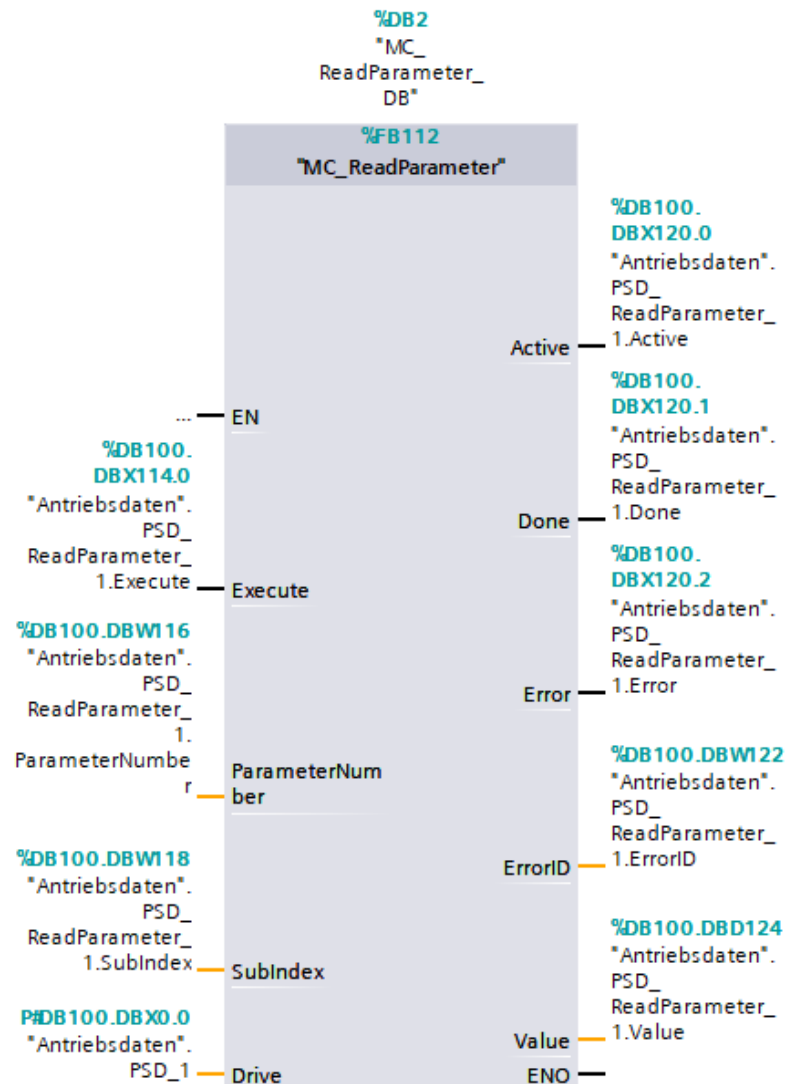 %DB2
"MC_
ReadParameter_
DB"
%FB112
"MC_ReadParameter"
%DB100.
DBX120.0
"Antriebsdaten".
PSD_
ReadParameter_
1.Active
Active
%DB100.
DBX120.1
"Antriebsdaten".
PSD_
ReadParameter_
1.Done
Done
%DB100.
DBX120.2
"Antriebsdaten".
PSD_
ReadParameter_
1.Error
Error
%DB100.DBW122
"Antriebsdaten".
PSD_
ReadParameter_
1.ErrorID
ErrorID
%DB100.DBD124
"Antriebsdaten".
PSD_
ReadParameter_
1.Value
Value
ENO
...
EN
%DB100.
DBX114.0
"Antriebsdaten".
PSD_
ReadParameter_
1.Execute
Execute
%DB100.DBW116
"Antriebsdaten".
PSD_
ReadParameter_
1.
ParameterNumbe
r
ParameterNum
ber
%DB100.DBW118
"Antriebsdaten".
PSD_
ReadParameter_
1.SubIndex
SubIndex
P#DB100.DBX0.0
"Antriebsdaten".
PSD_1
Drive